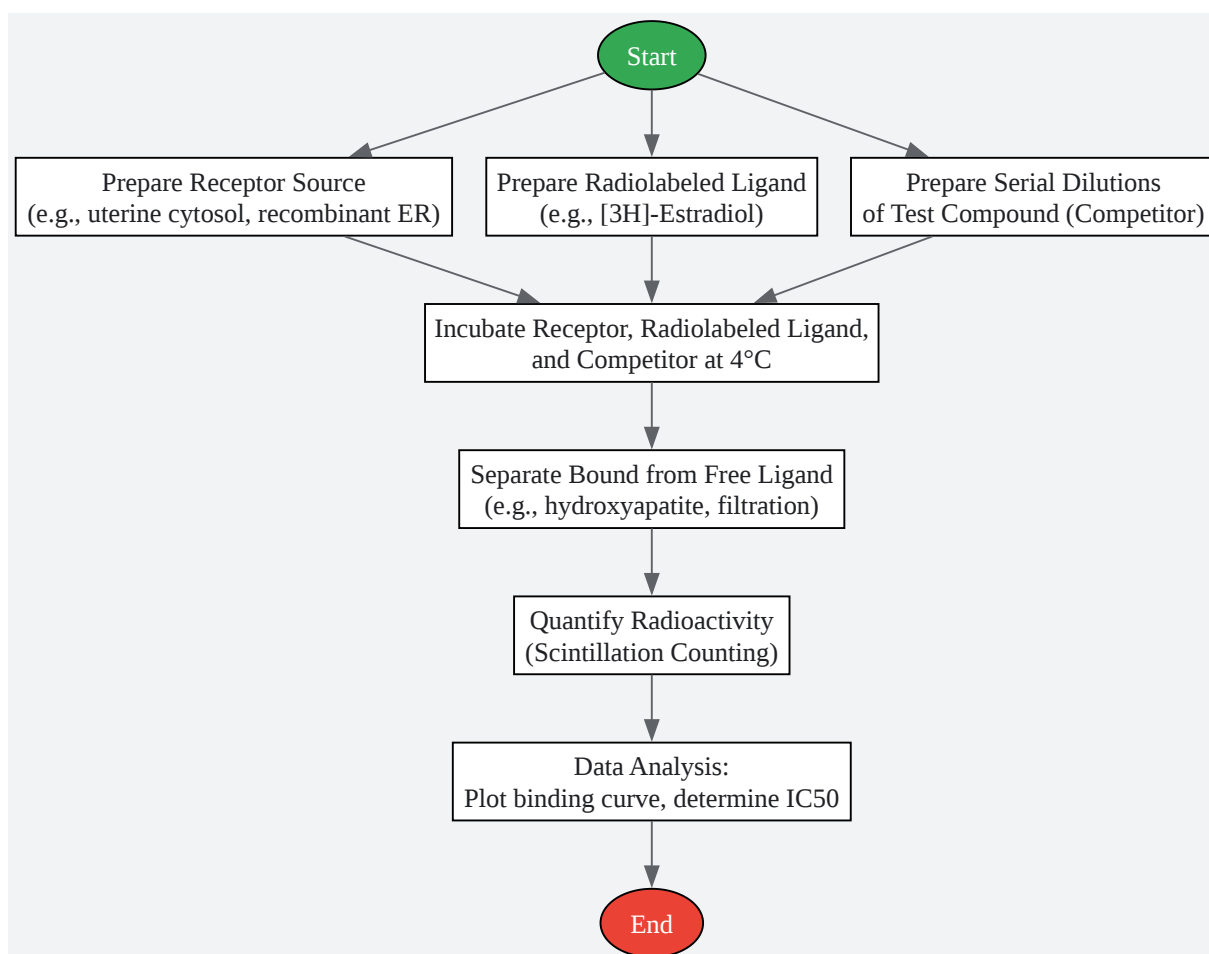 Start
Prepare Receptor Source
(e.g., uterine cytosol, recombinant ER)
Prepare Radiolabeled Ligand
(e.g., [3H]-Estradiol)
Prepare Serial Dilutions
of Test Compound (Competitor)
Incubate Receptor, Radiolabeled Ligand,
and Competitor at 4°C
Separate Bound from Free Ligand
(e.g., hydroxyapatite, filtration)
Quantify Radioactivity
(Scintillation Counting)
Data Analysis:
Plot binding curve, determine IC50
End